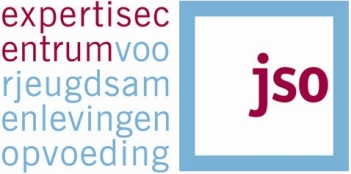 expertisec
entrumvoo
rjeugdsam
enlevingen
opvoeding
jso